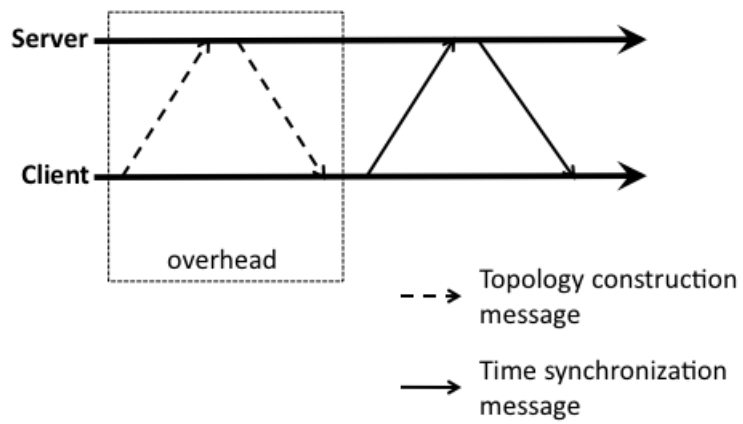 Server
Client
overhead
Topology construction
message
Time synchronization
message